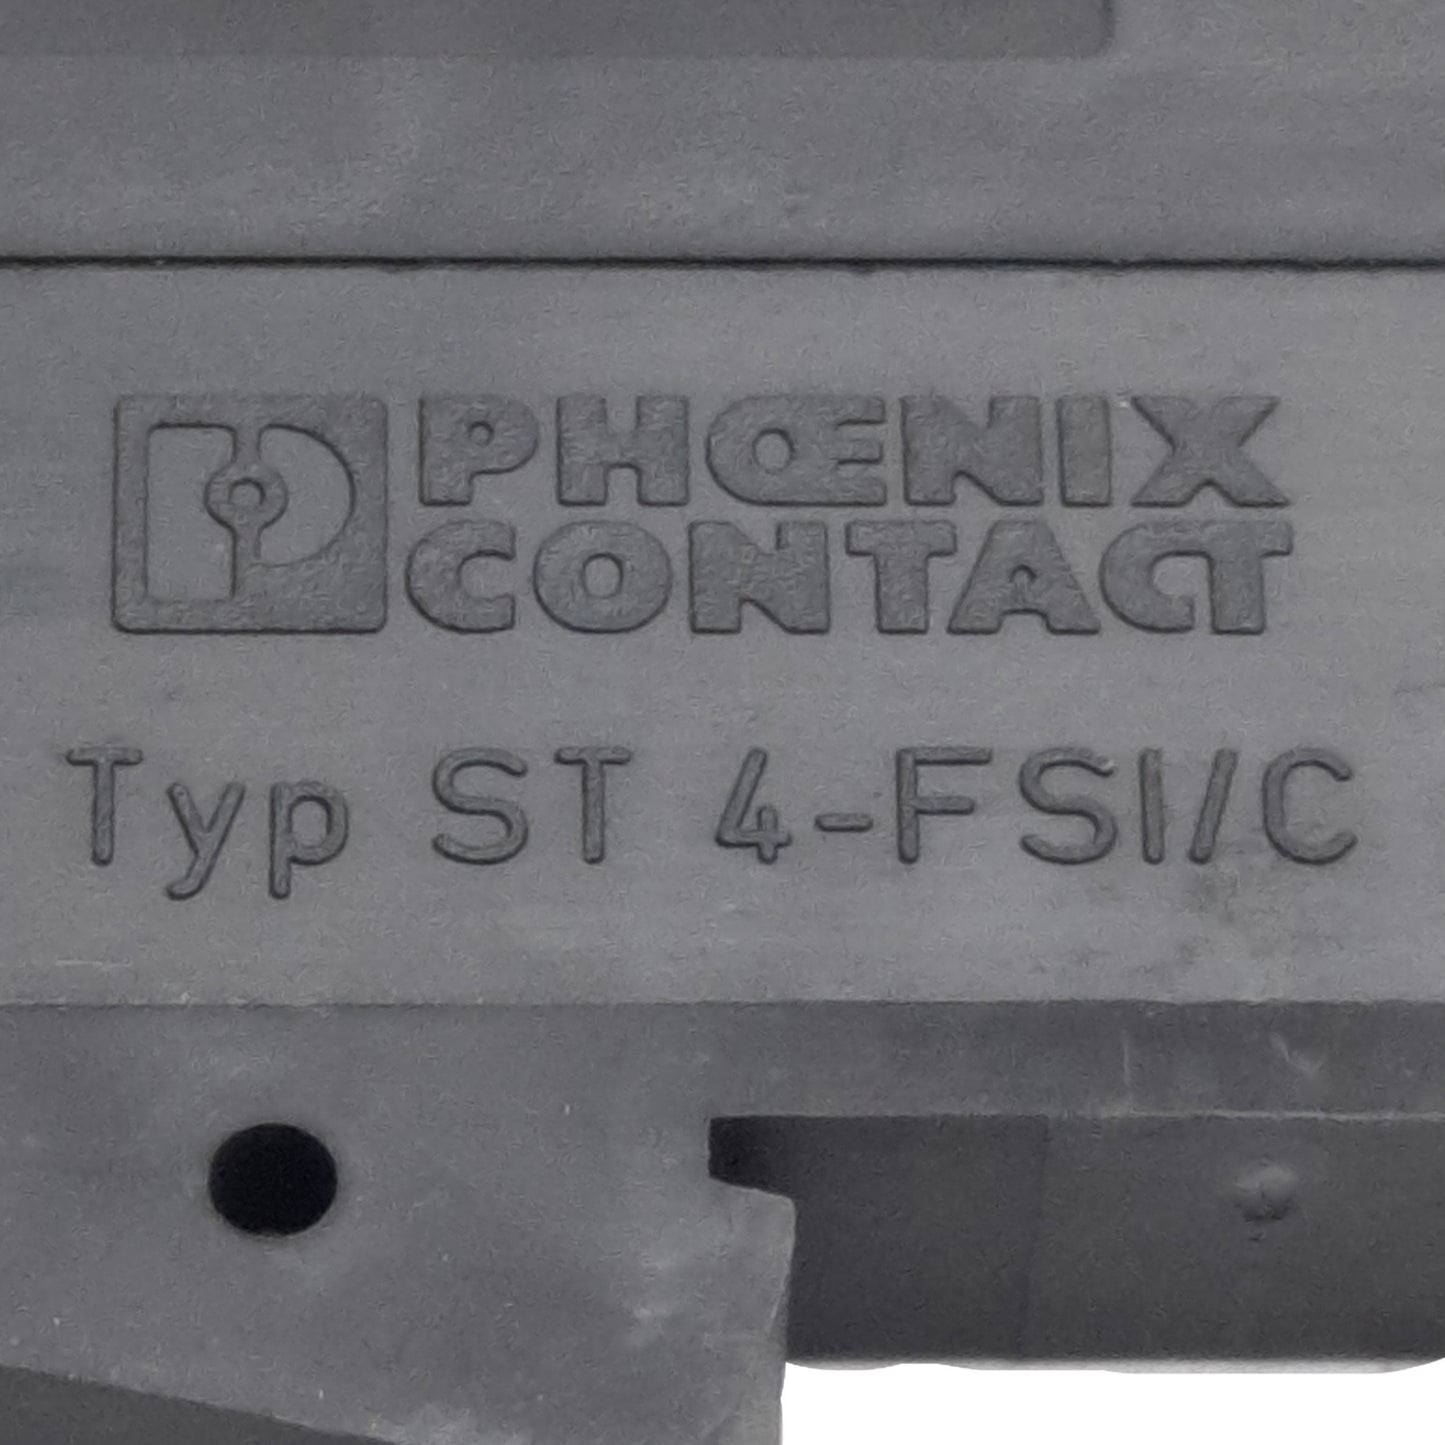 PHŒNIX
CONTACT
Typ ST 4-FSI/C